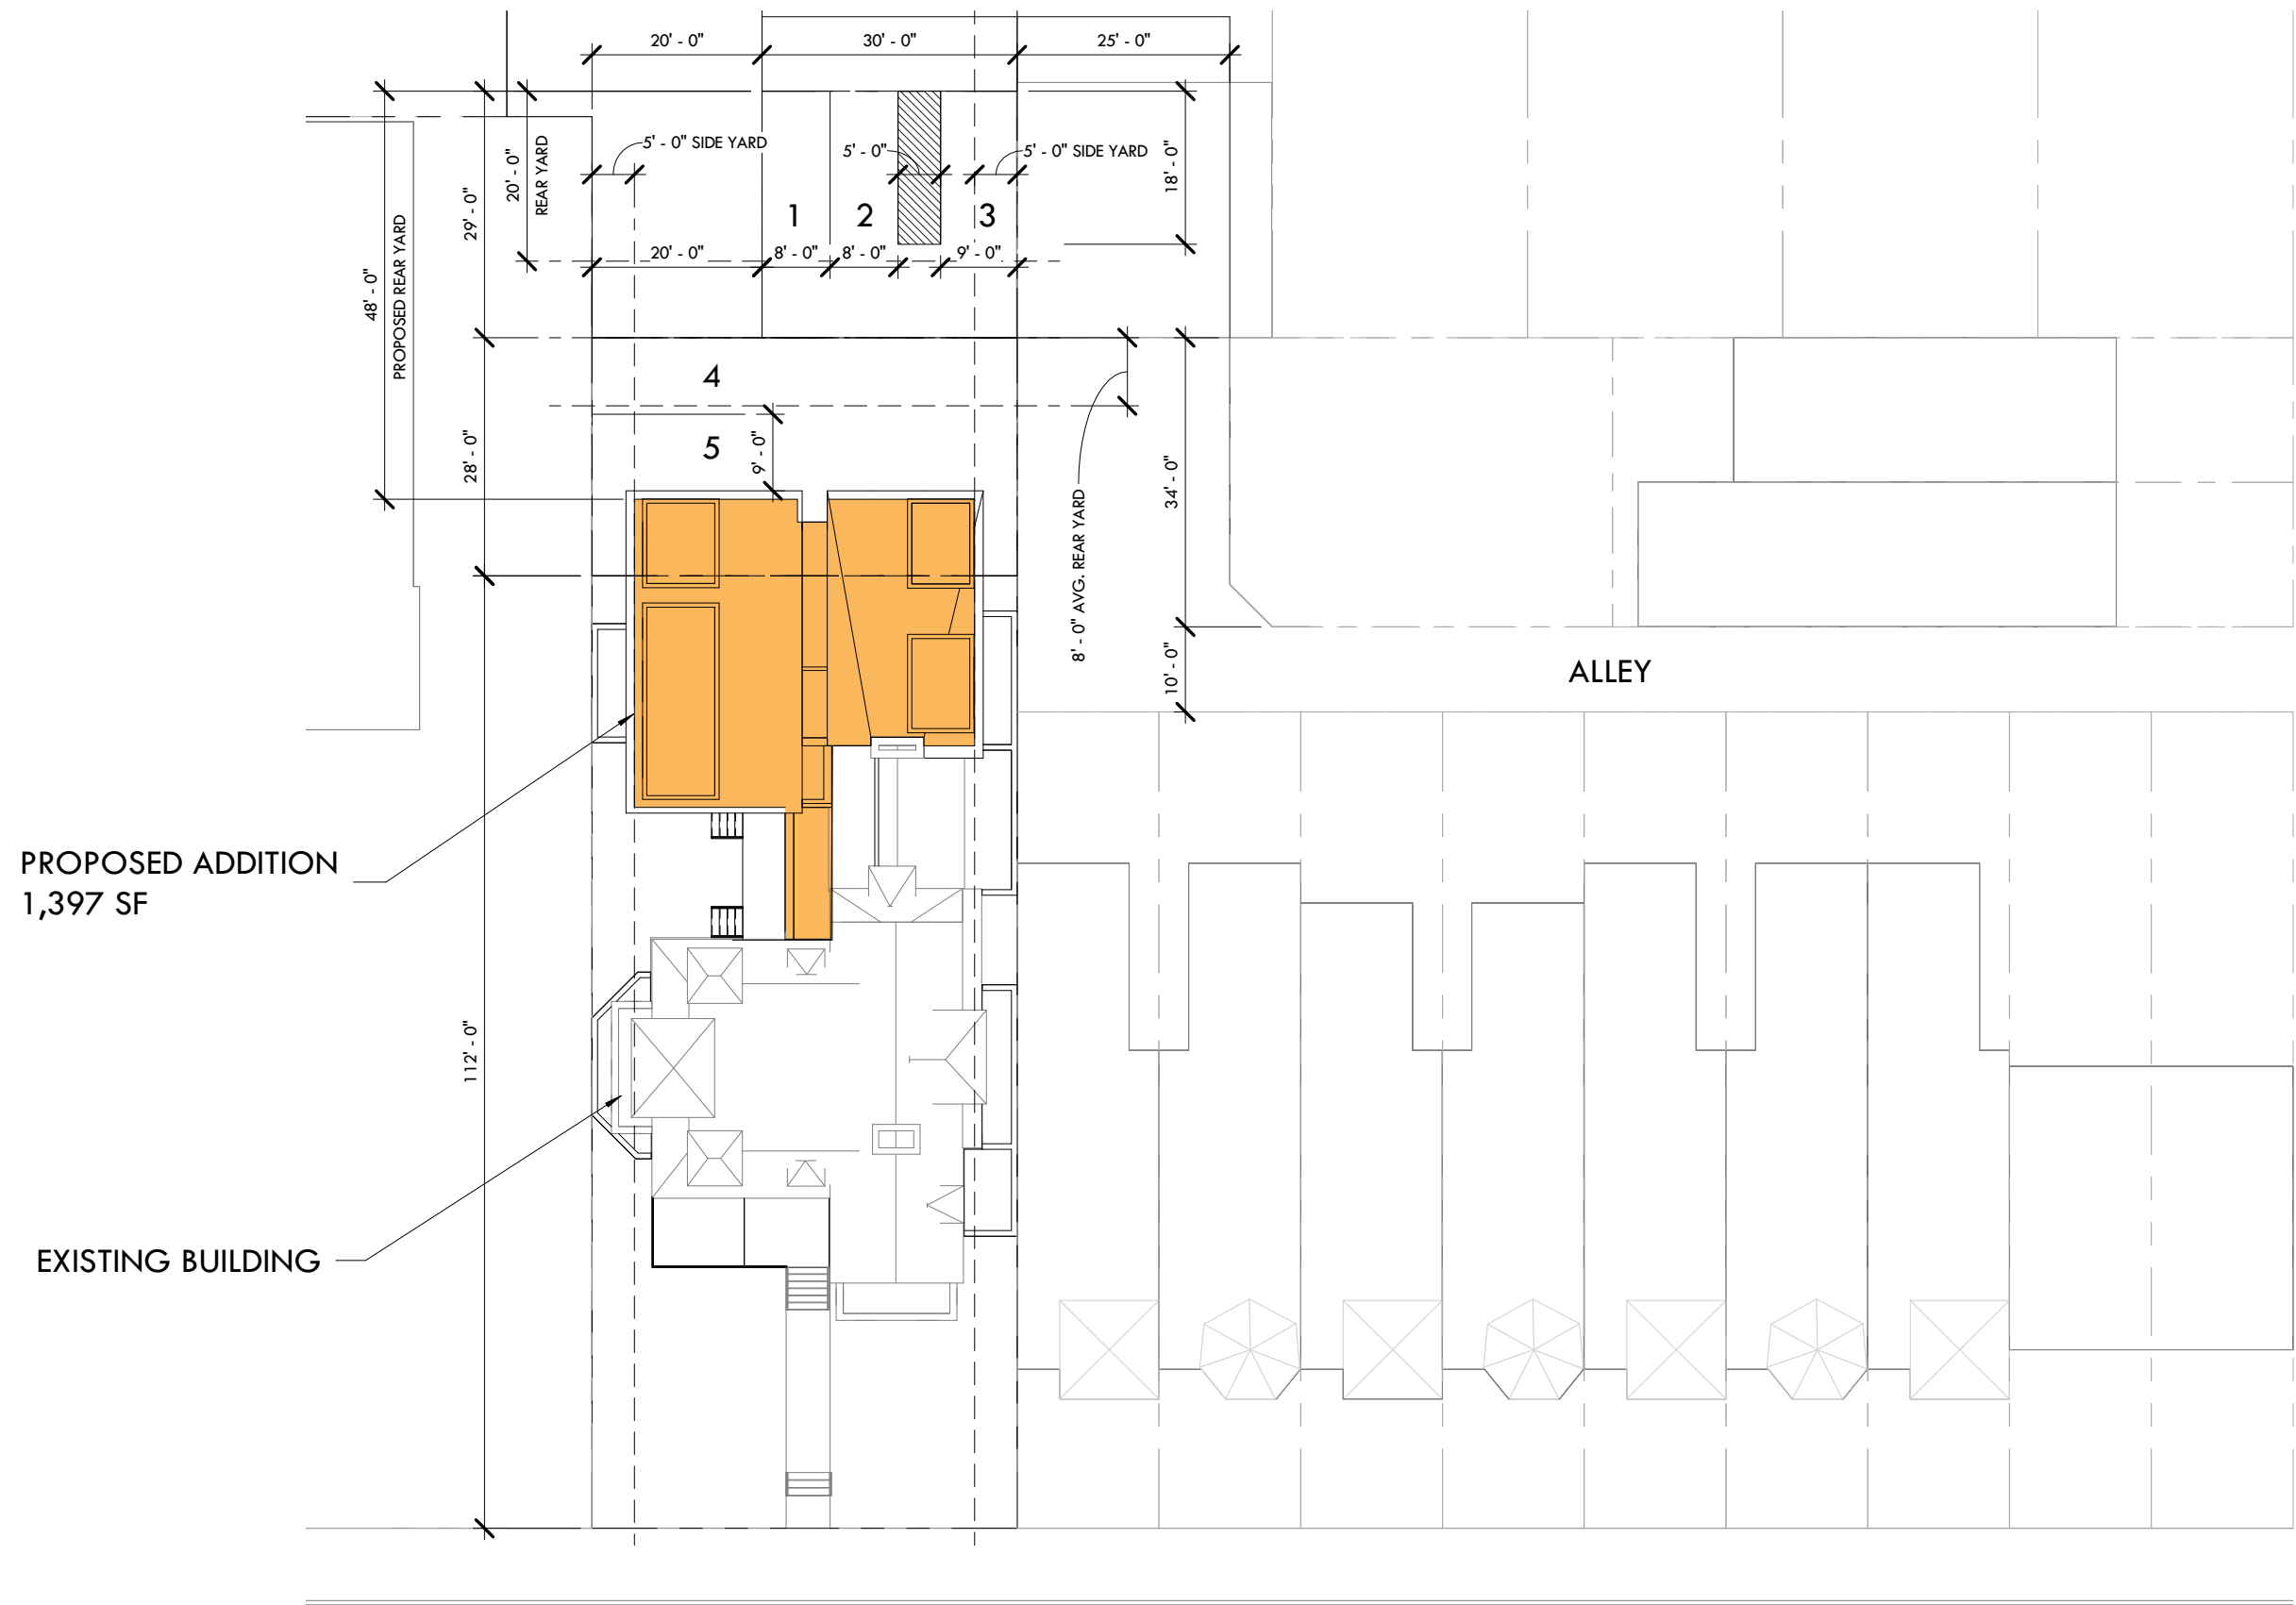 20' - 0"
30' - 0"
25' - 0"
5' - 0" SIDE YARD
5' - 0"
5' - 0" SIDE YARD
20' - 0"
REAR YARD
18' - 0"
29' - 0"
48' - 0"
PROPOSED REAR YARD
1
2
3
20' - 0"
8' - 0"
8' - 0"
9' - 0"
4
5
9' - 0"
28' - 0"
34' - 0"
8' - 0" AVG. REAR YARD
10' - 0"
ALLEY
PROPOSED ADDITION
1,397 SF
112' - 0"
EXISTING BUILDING